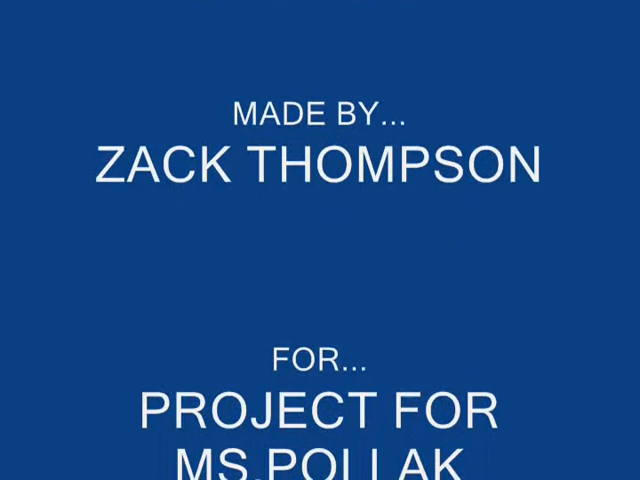 MADE BY...
ZACK THOMPSON
FOR...
PROJECT FOR
MS.POLLAK